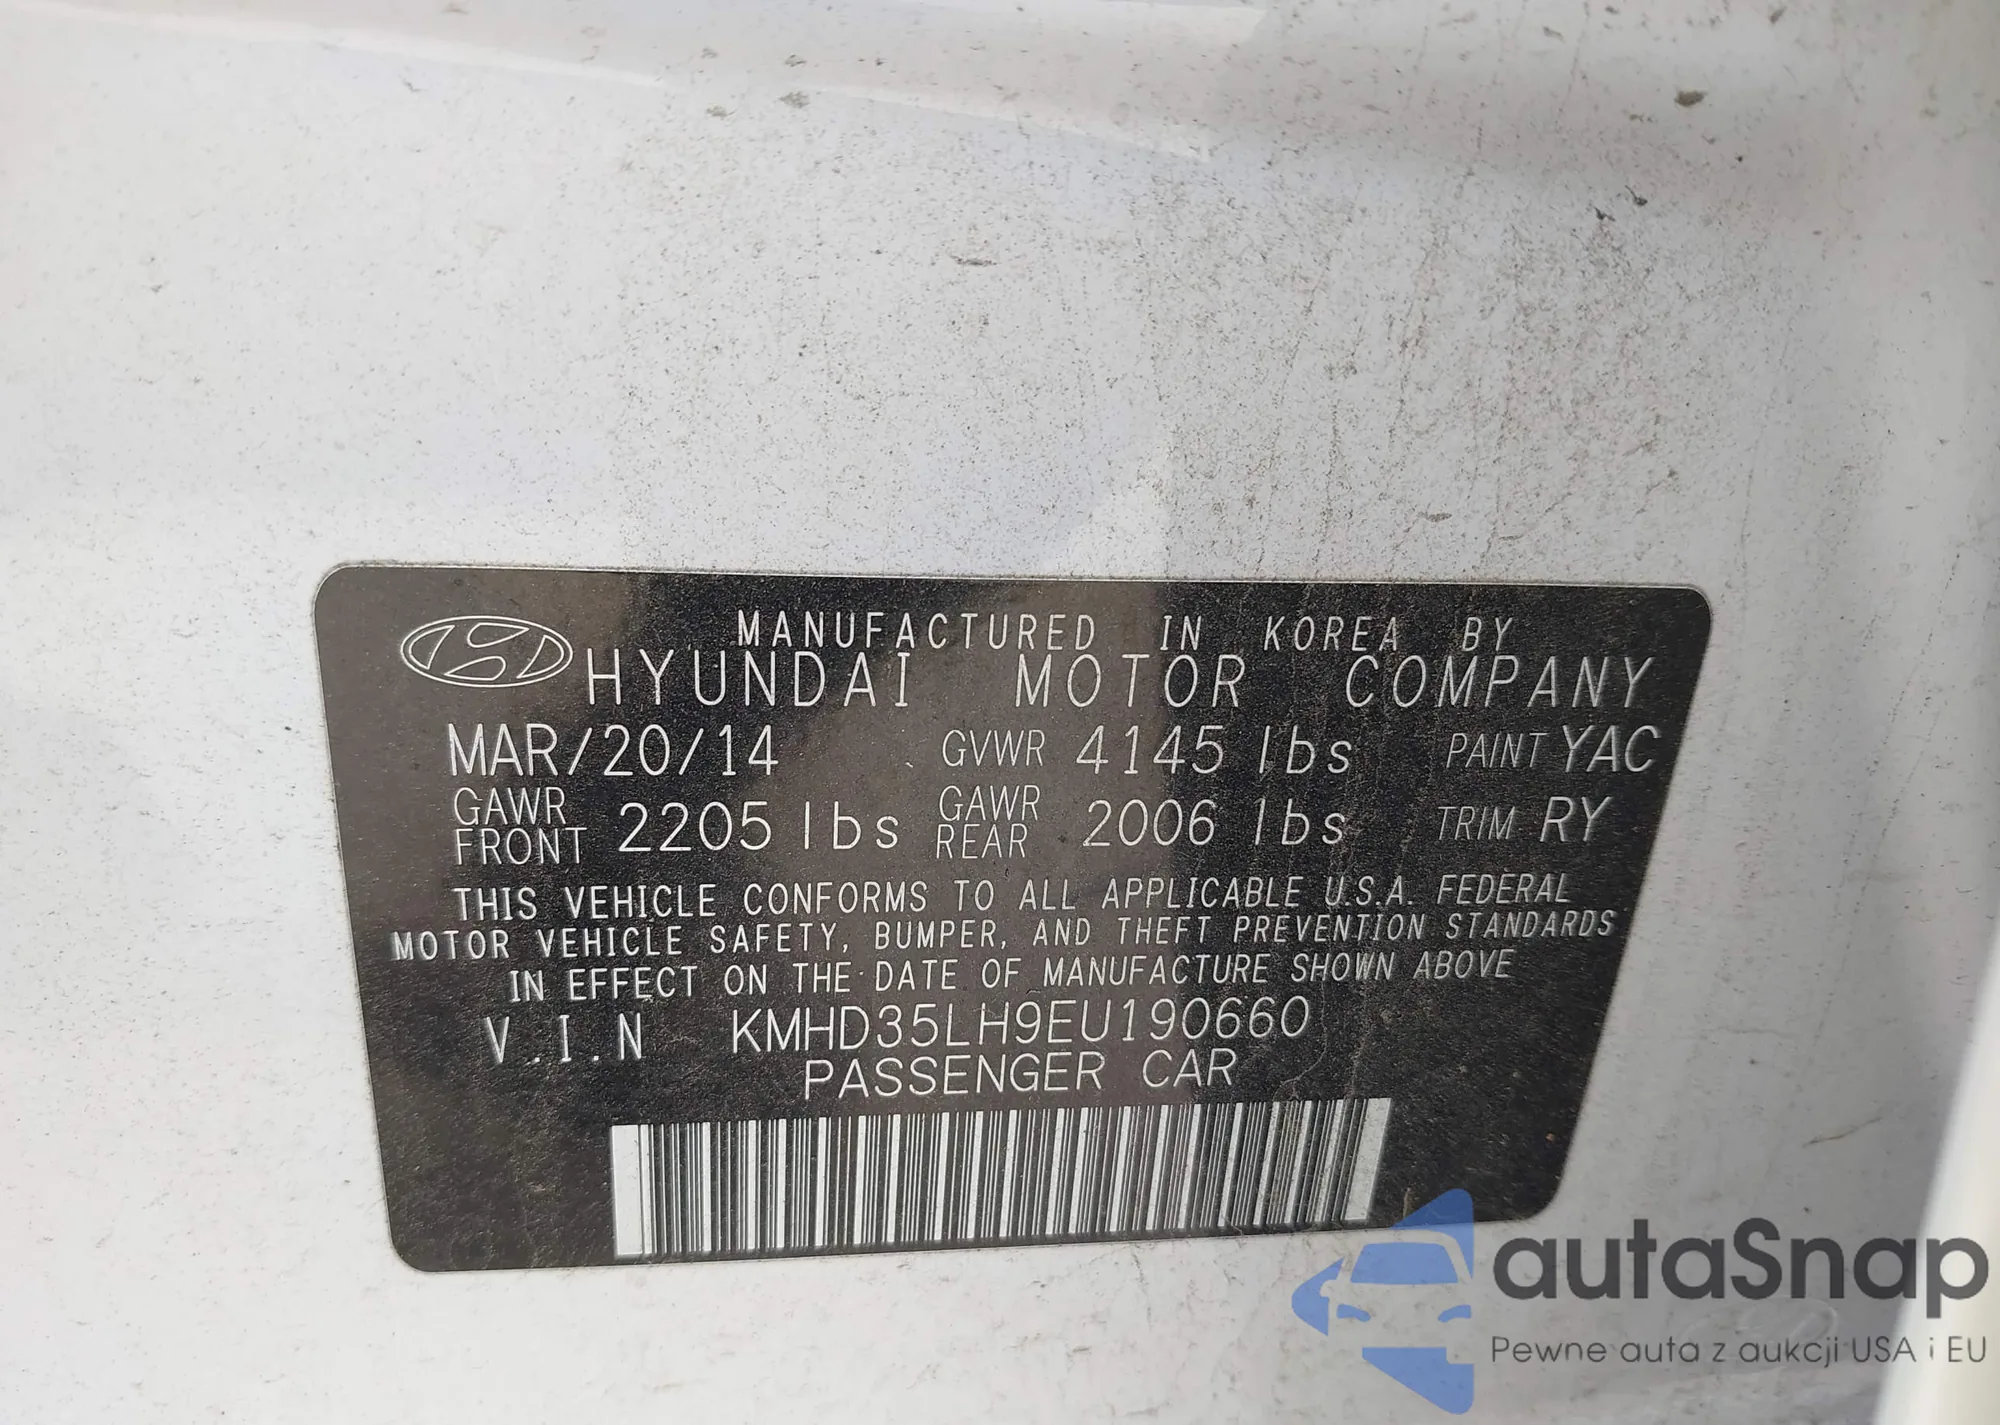 MANUFACTURED IN KOREA BY
HYUNDAI MOTOR COMPANY
MAR/20/14 GVWR 4145 lbs PAINT YAC
GAWR FRONT 2205 lbs GAWR REAR 2006 lbs TRIM RY
THIS VEHICLE CONFORMS TO ALL APPLICABLE U.S.A. FEDERAL
MOTOR VEHICLE SAFETY, BUMPER, AND THEFT PREVENTION STANDARDS
IN EFFECT ON THE DATE OF MANUFACTURE SHOWN ABOVE
V.I.N KMHD35LH9EU190660
PASSENGER CAR
autaSnap
Pewne auta z aukcji USA i EU